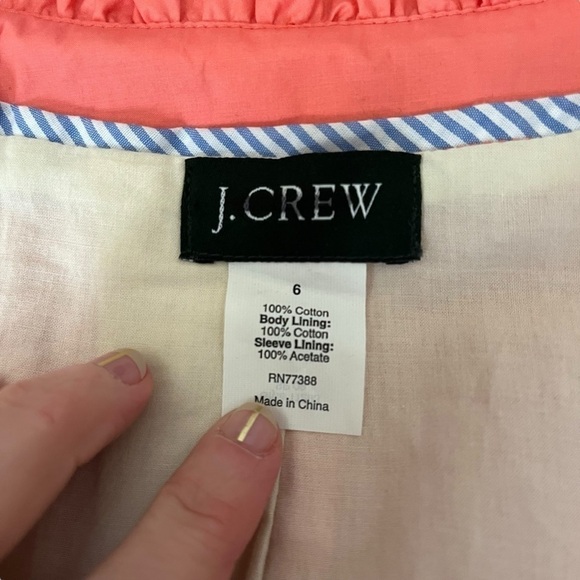 J.CREW
6
100% Cotton
Body Lining:
100% Cotton
Sleeve Lining:
100% Acetate
RN77388
Made in China